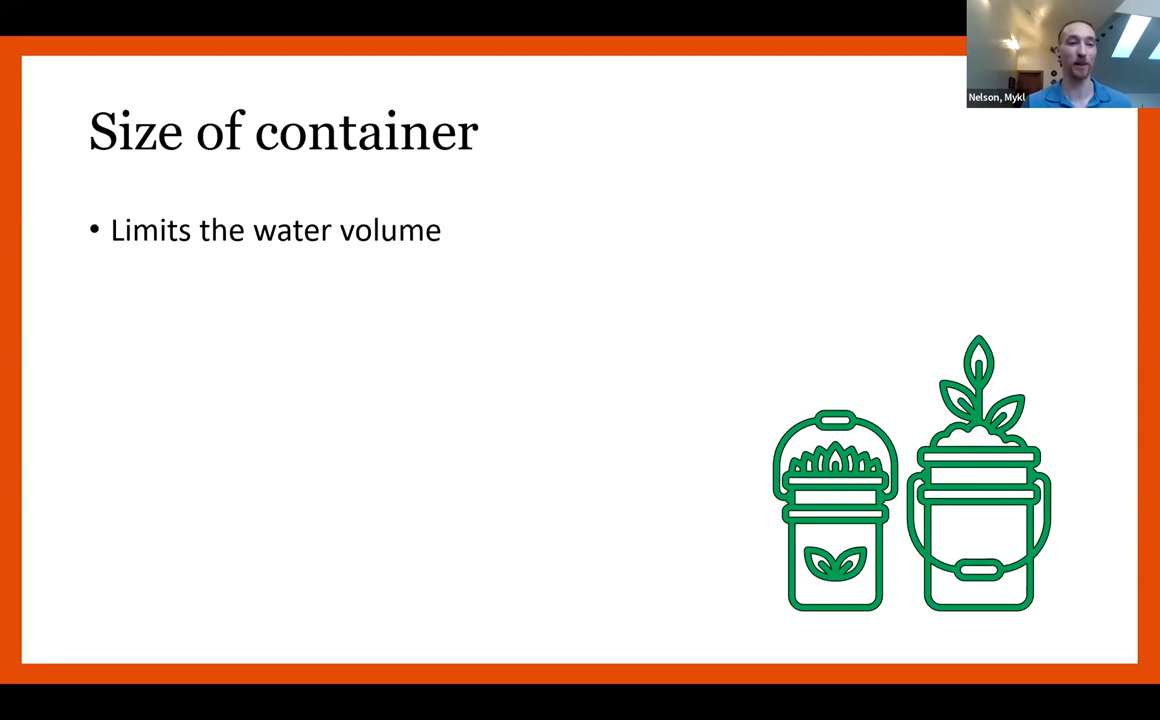 Nelson, Mykl
Size of container
• Limits the water volume